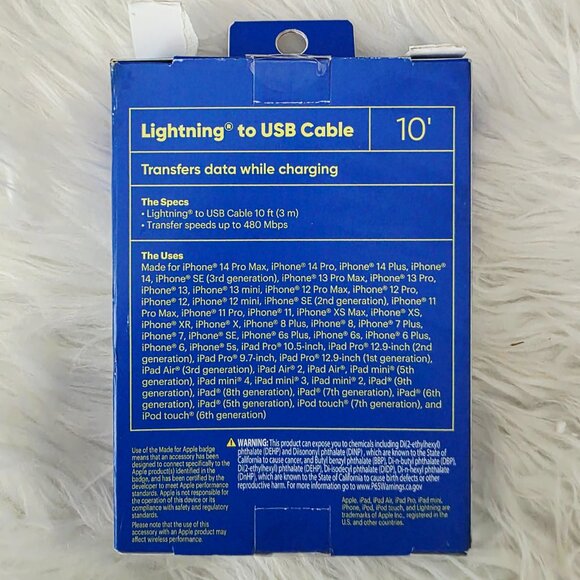 Lightning® to USB Cable
10'
Transfers data while charging
The Specs
• Lightning® to USB Cable 10 ft (3 m)
• Transfer speeds up to 480 Mbps
The Uses
Made for iPhone® 14 Pro Max, iPhone® 14 Pro, iPhone® 14 Plus, iPhone®
14, iPhone® SE (3rd generation), iPhone® 13 Pro Max, iPhone® 13 Pro,
iPhone® 13, iPhone® 13 mini, iPhone® 12 Pro Max, iPhone® 12 Pro,
iPhone® 12, iPhone® 12 mini, iPhone® SE (2nd generation), iPhone® 11
Pro Max, iPhone® 11 Pro, iPhone® 11, iPhone® XS Max, iPhone® XS,
iPhone® XR, iPhone® X, iPhone® 8 Plus, iPhone® 8, iPhone® 7 Plus,
iPhone® 7, iPhone® SE, iPhone® 6s Plus, iPhone® 6s, iPhone® 6 Plus,
iPhone® 6, iPhone® 5s, iPad Pro® 10.5-inch, iPad Pro® 12.9-inch (2nd
generation), iPad Pro® 9.7-inch, iPad Pro® 12.9-inch (1st generation),
iPad Air® (3rd generation), iPad Air® 2, iPad Air®, iPad mini® (5th
generation), iPad mini® 4, iPad mini® 3, iPad mini® 2, iPad® (9th
generation), iPad® (8th generation), iPad® (7th generation), iPad® (6th
generation), iPad® (5th generation), iPod touch® (7th generation), and
iPod touch® (6th generation)
Use of the Made for Apple badge
means that an accessory has been
designed to connect specifically to the
Apple product(s) identified in the
badge, and has been certified by the
developer to meet Apple performance
standards. Apple is not responsible for
the operation of this device or its
compliance with safety and regulatory
standards.
Please note that the use of this
accessory with an Apple product may
affect wireless performance.
WARNING: This product can expose you to chemicals including Di(2-ethylhexyl)
phthalate (DEHP) and Diisononyl phthalate (DINP) , which are known to the State of
California to cause cancer, and Butyl benzyl phthalate (BBP), Di-n-butyl phthalate (DBP),
Di(2-ethylhexyl) phthalate (DEHP), Di-isodecyl phthalate (DIDP), Di-n-hexyl phthalate
(DnHP), which are known to the State of California to cause birth defects or other
reproductive harm. For more information go to www.P65Warnings.ca.gov
Apple, iPad, iPad Air, iPad Pro, iPad mini,
iPhone, iPod, iPod touch, and Lightning are
trademarks of Apple Inc., registered in the
U.S. and other countries.